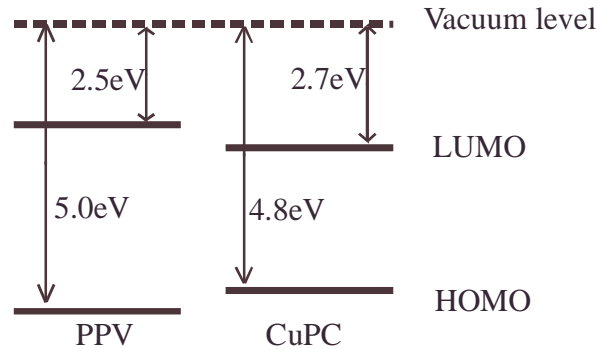 Vacuum level
2.5eV
2.7eV
LUMO
5.0eV
4.8eV
HOMO
PPV
CuPC